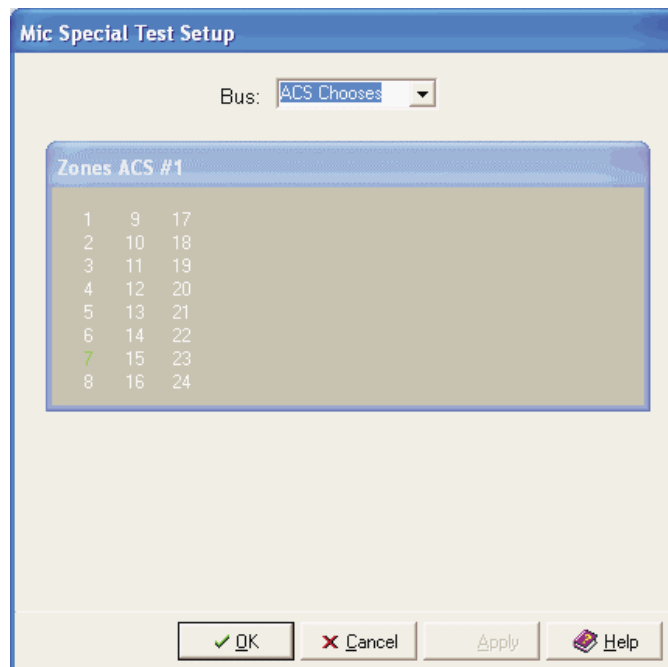 Mic Special Test Setup
Bus: ACS Chooses
Zones ACS #1
1 9 17
2 10 18
3 11 19
4 12 20
5 13 21
6 14 22
7 15 23
8 16 24
OK Cancel Apply Help